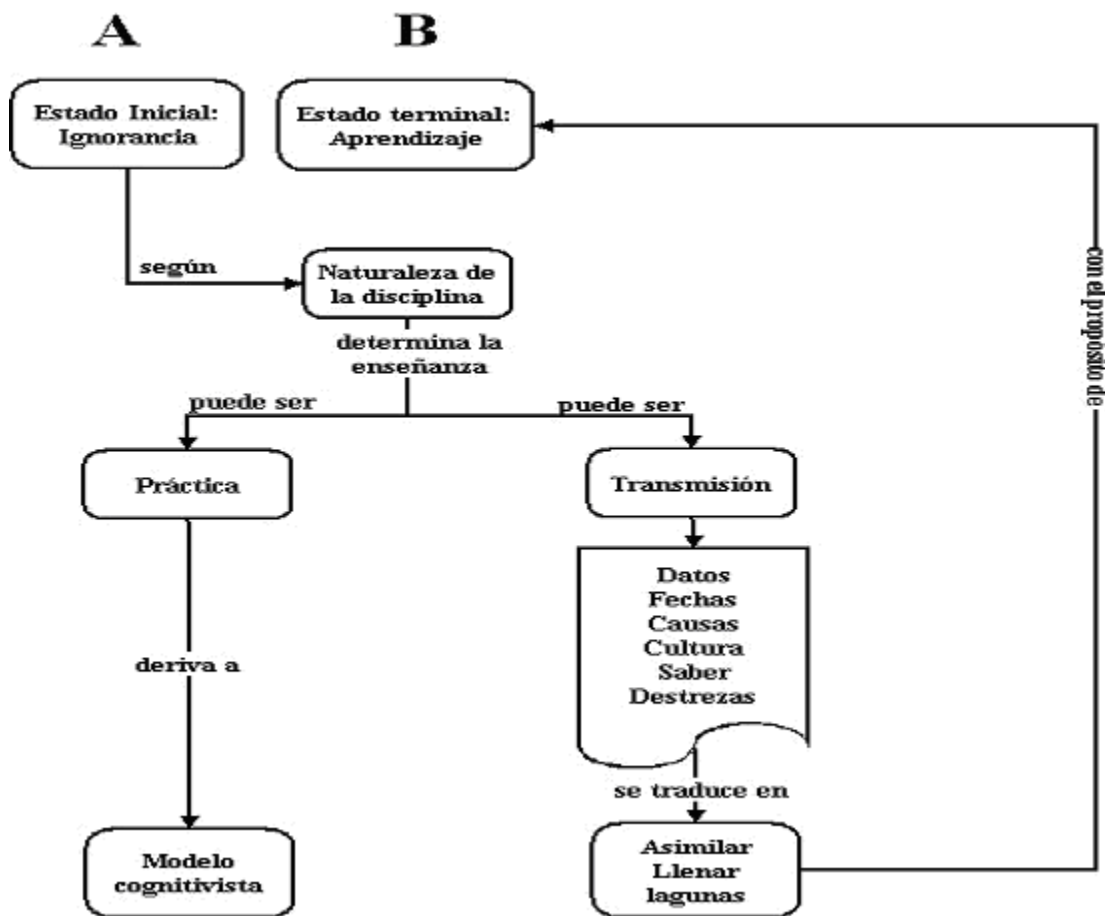 A
B
Estado Inicial:
Ignorancia
Estado terminal:
Aprendizaje
según
Naturaleza de
la disciplina
determina la
enseñanza
puede ser
puede ser
Práctica
Transmisión
Datos
Fechas
Causas
Cultura
Saber
Destrezas
deriva a
se traduce en
Modelo
cognitivista
Asimilar
Llenar
lagunas
con el propósito de